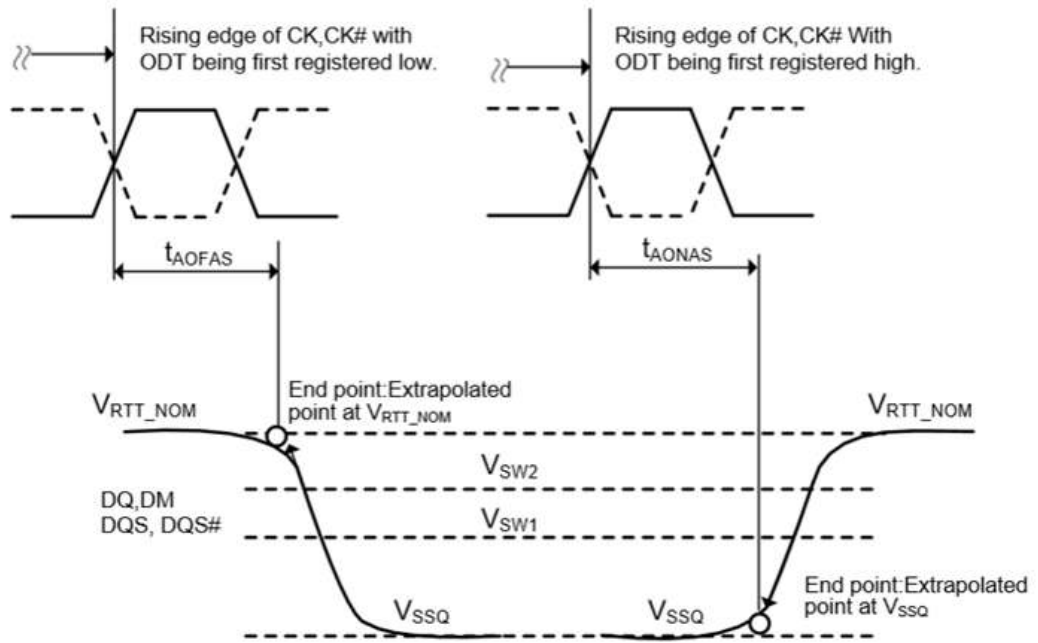 Rising edge of CK,CK# with
ODT being first registered low.
Rising edge of CK,CK# With
ODT being first registered high.
tAOFAS
tAONAS
End point:Extrapolated
point at VRTT_NOM
VRTT_NOM
VRTT_NOM
VSW2
DQ,DM
DQS, DQS#
VSW1
End point:Extrapolated
point at VSSQ
VSSQ
VSSQ